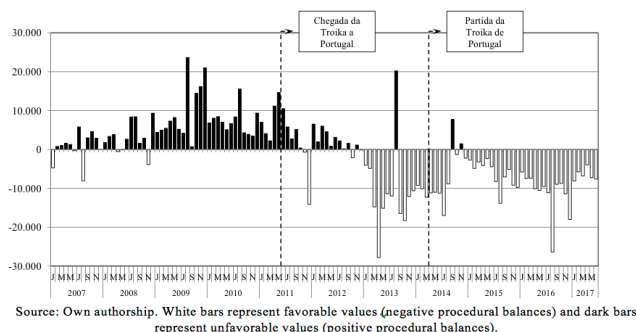 Chegada da
Troika a
Portugal
Partida da
Troika de
Portugal
30.000
20.000
10.000
0
-10.000
-20.000
-30.000
J M M J S N J M M J S N J M M J S N J M M J S N J M M J S N J M M J S N J M M J S N J M M J S N J M M J S N J M M J S N J M M
2007 2008 2009 2010 2011 2012 2013 2014 2015 2016 2017
Source: Own authorship. White bars represent favorable values (negative procedural balances) and dark bars
represent unfavorable values (positive procedural balances).